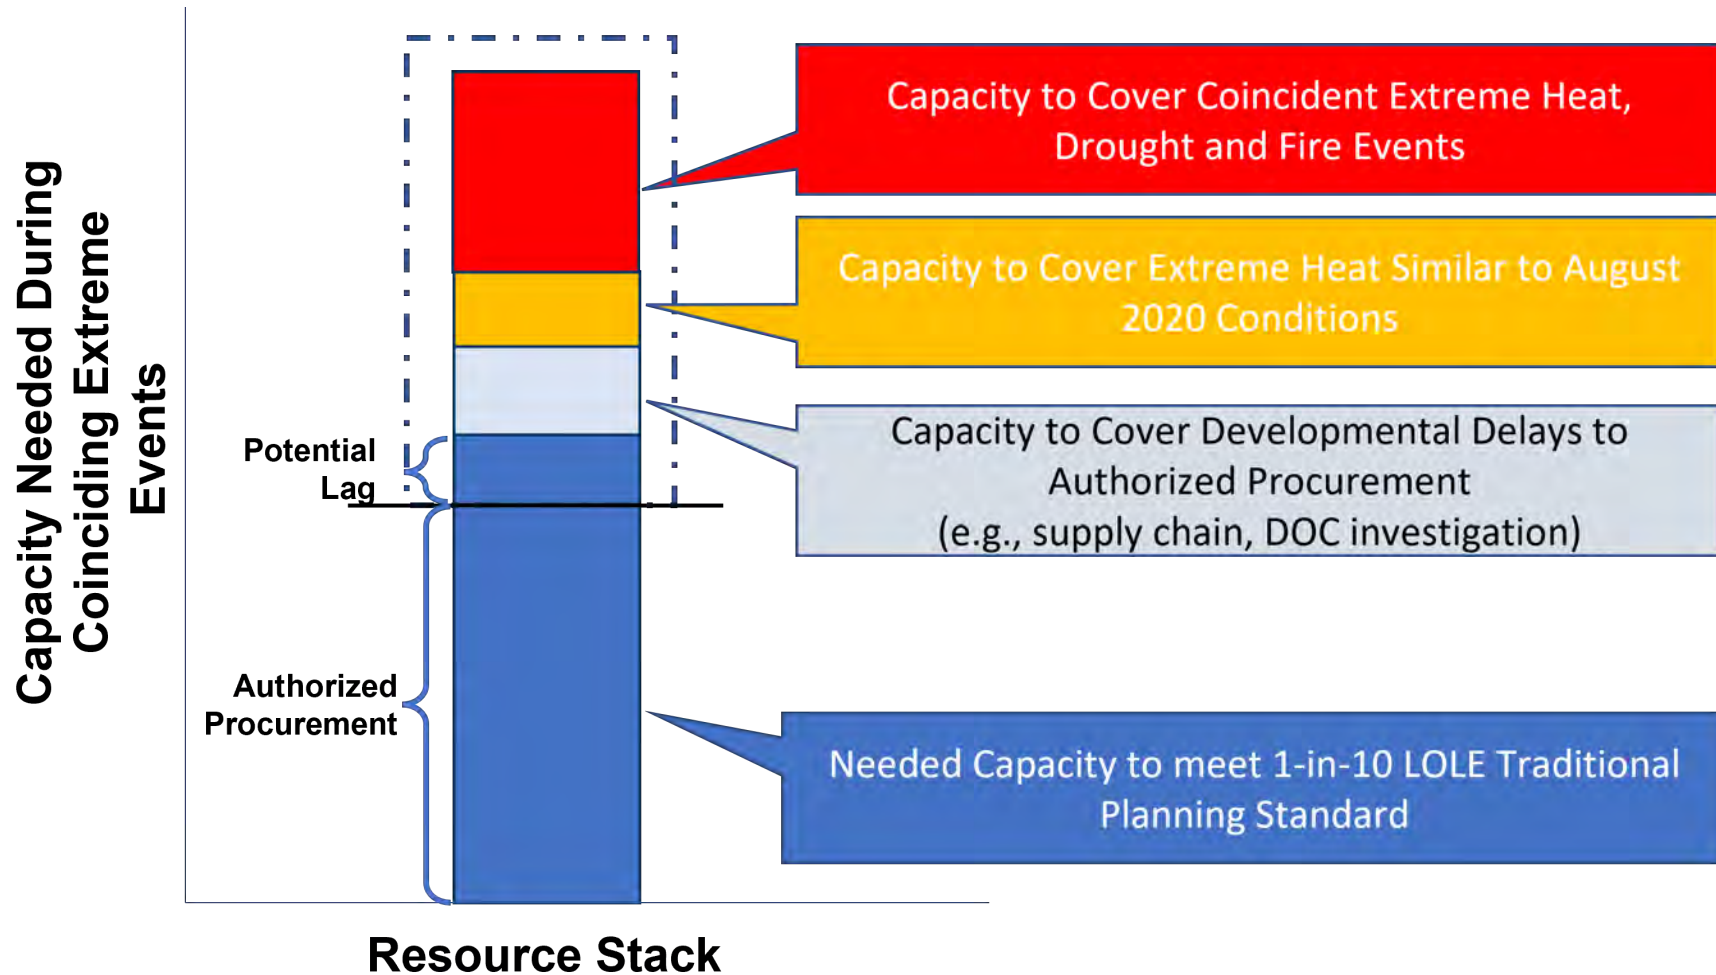 Capacity Needed During
Coinciding Extreme
Events
Capacity to Cover Coincident Extreme Heat,
Drought and Fire Events
Capacity to Cover Extreme Heat Similar to August
2020 Conditions
Capacity to Cover Developmental Delays to
Authorized Procurement
(e.g., supply chain, DOC investigation)
Potential
Lag
Authorized
Procurement
Needed Capacity to meet 1-in-10 LOLE Traditional
Planning Standard
Resource Stack